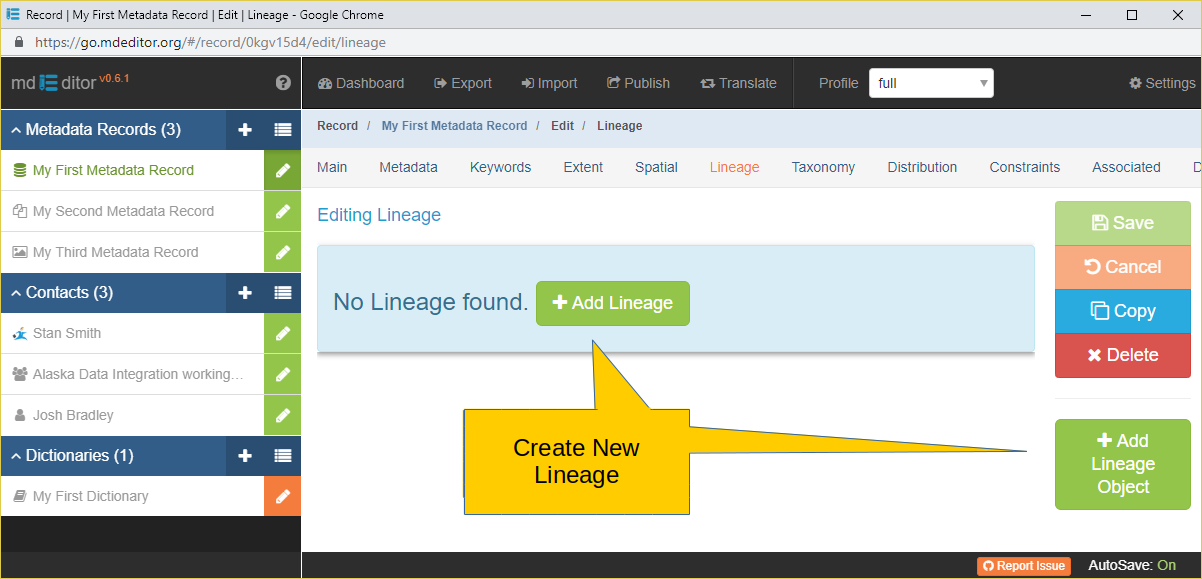 Record | My First Metadata Record | Edit | Lineage - Google Chrome
https://go.mdeditor.org/#/record/0kgv15d4/edit/lineage
md ditor v0.6.1
Dashboard Export Import Publish Translate Profile full Settings
Metadata Records (3)
My First Metadata Record
My Second Metadata Record
My Third Metadata Record
Contacts (3)
Stan Smith
Alaska Data Integration working...
Josh Bradley
Dictionaries (1)
My First Dictionary
Record / My First Metadata Record / Edit / Lineage
Main Metadata Keywords Extent Spatial Lineage Taxonomy Distribution Constraints Associated D
Editing Lineage
No Lineage found. Add Lineage
Create New
Lineage
Save
Cancel
Copy
Delete
Add
Lineage
Object
Report Issue AutoSave: On